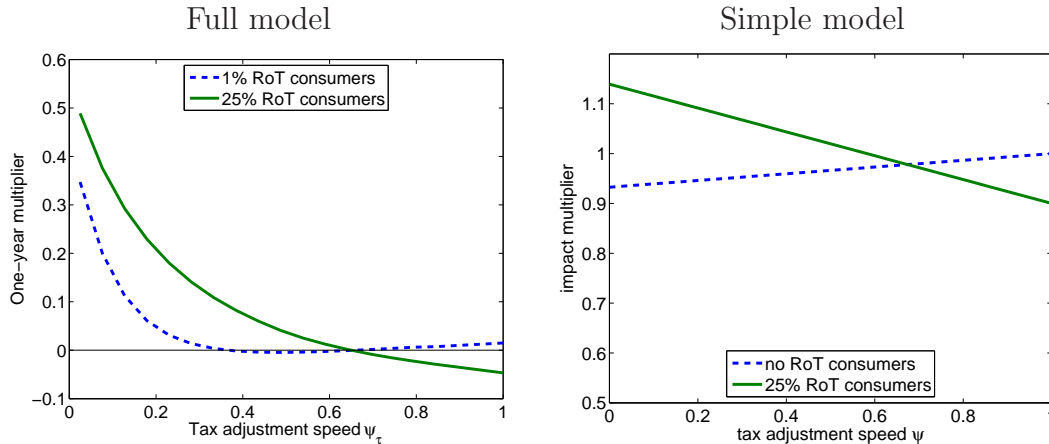 Full model
0.6
0.5
0.4
0.3
0.2
0.1
0
−0.1
One−year multiplier
1% RoT consumers
25% RoT consumers
0 0.2 0.4 0.6 0.8 1
Tax adjustment speed ψτ
Simple model
1.1
1
0.9
0.8
0.7
0.6
0.5
impact multiplier
no RoT consumers
25% RoT consumers
0 0.2 0.4 0.6 0.8 1
tax adjustment speed ψ